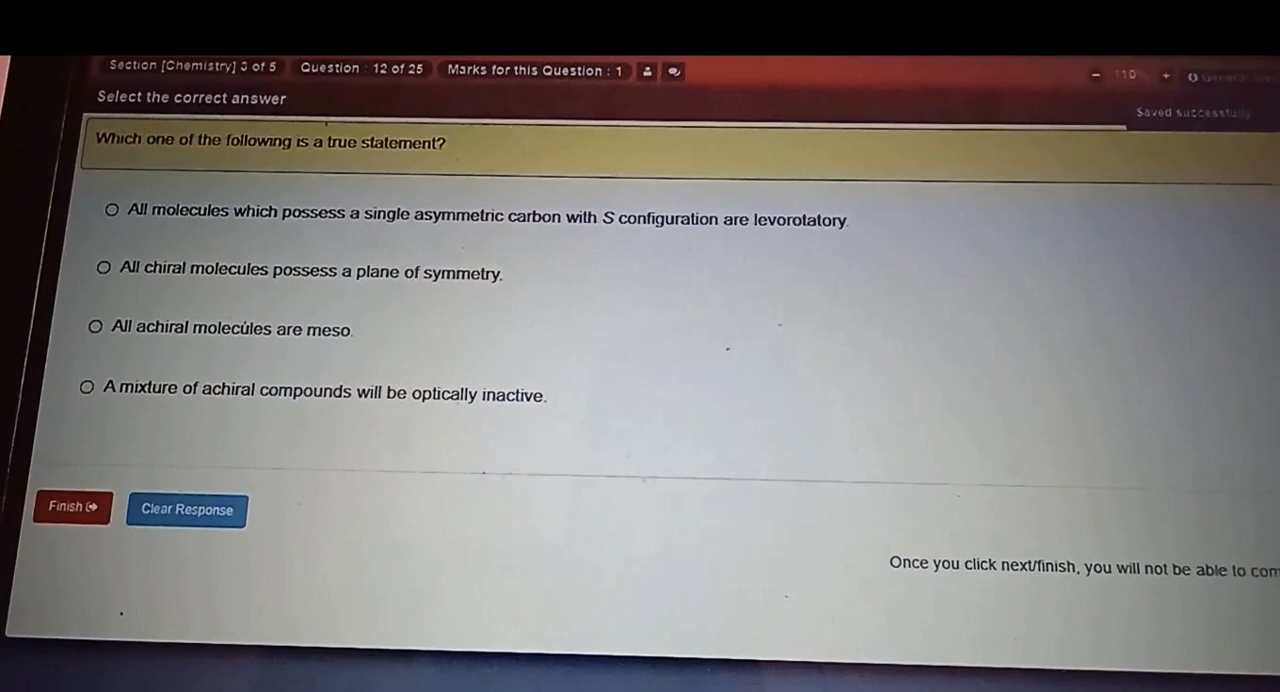 Section [Chemistry] 3 of 5 Question : 12 of 25 Marks for this Question : 1
- 110% +
Select the correct answer
Saved successfully
Which one of the following is a true statement?
All molecules which possess a single asymmetric carbon with S configuration are levorotatory.
All chiral molecules possess a plane of symmetry.
All achiral molecules are meso.
A mixture of achiral compounds will be optically inactive.
Finish
Clear Response
Once you click next/finish, you will not be able to com